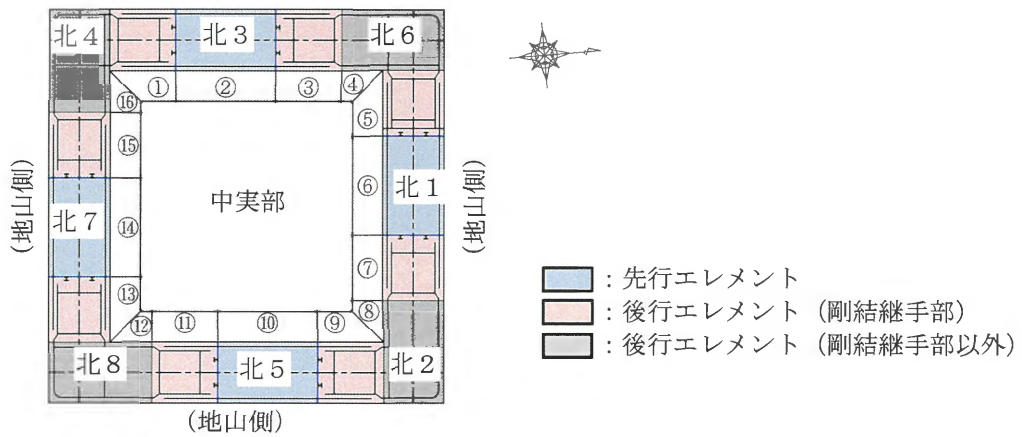 北4
北3
北6
①
②
③
④
⑯
⑤
⑮
(地山側)
北7
⑭
中実部
⑥
北1
(地山側)
⑬
⑦
⑫
⑪
⑩
⑨
⑧
北8
北5
北2
(地山側)
：先行エレメント
：後行エレメント（剛結継手部）
：後行エレメント（剛結継手部以外）